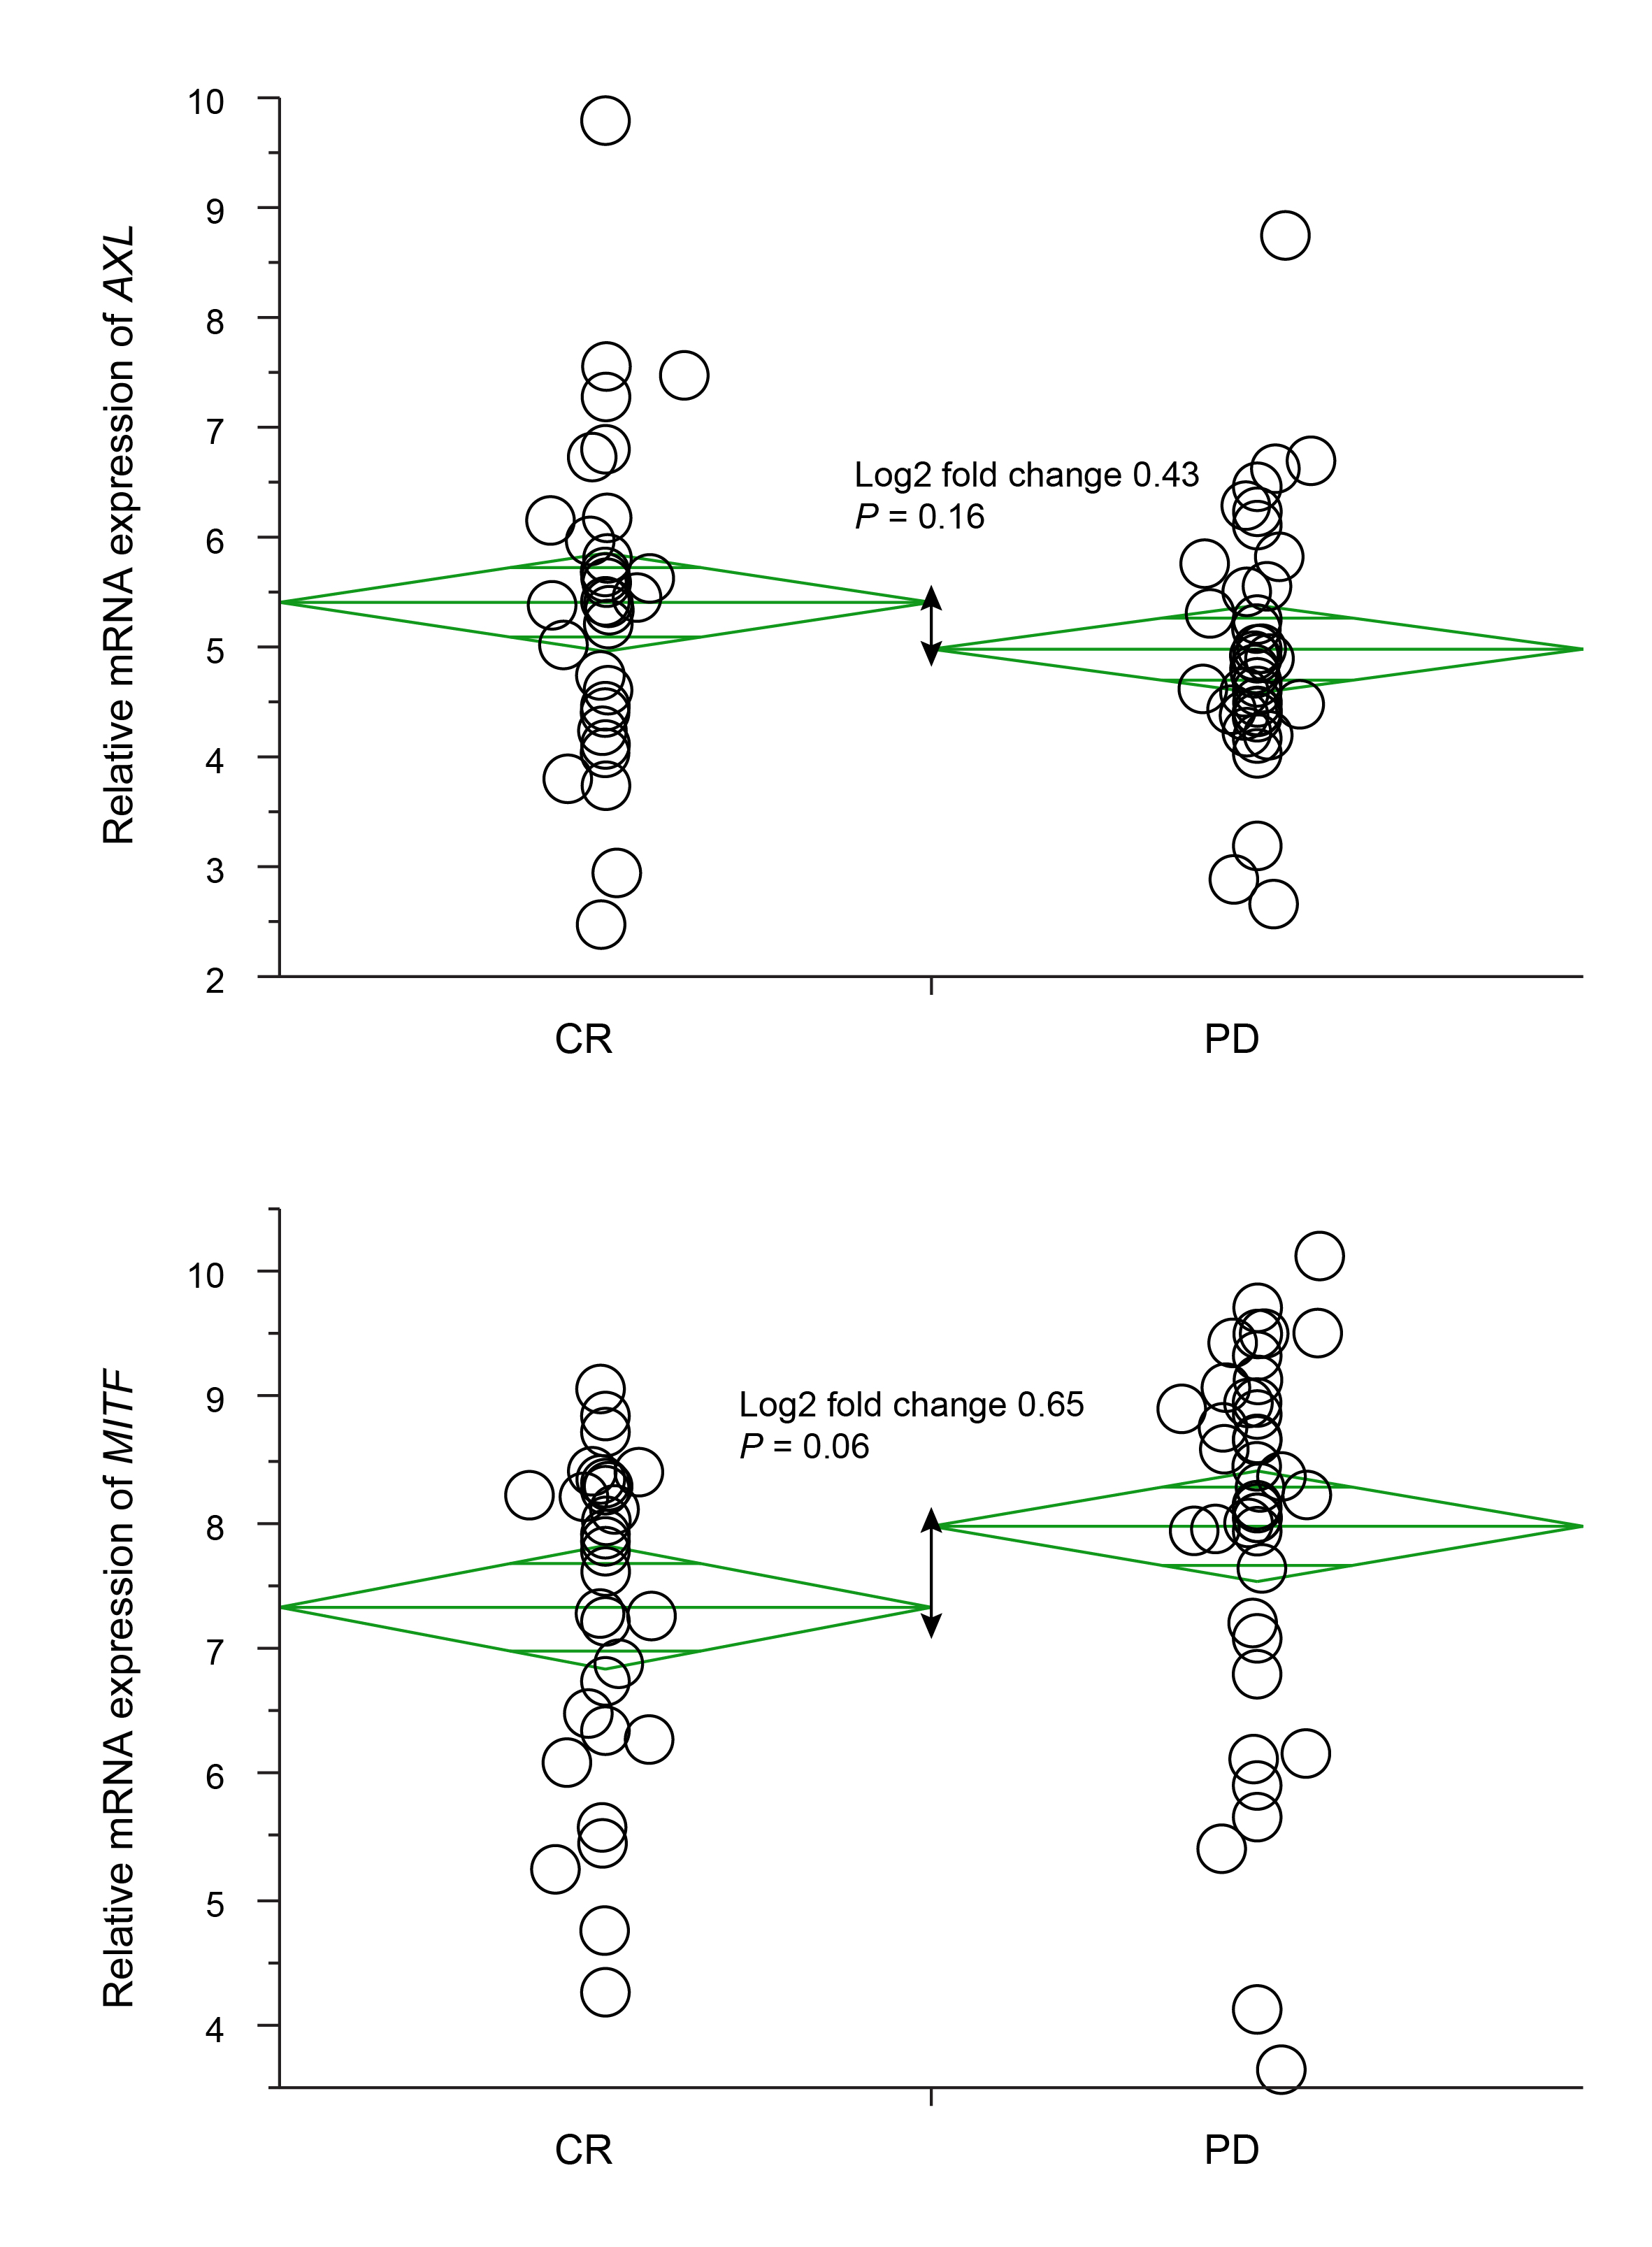 Relative mRNA expression of AXL
10
9
8
7
6
5
4
3
2
Log2 fold change 0.43
P = 0.16
CR
PD
Relative mRNA expression of MITF
10
9
8
7
6
5
4
Log2 fold change 0.65
P = 0.06
CR
PD